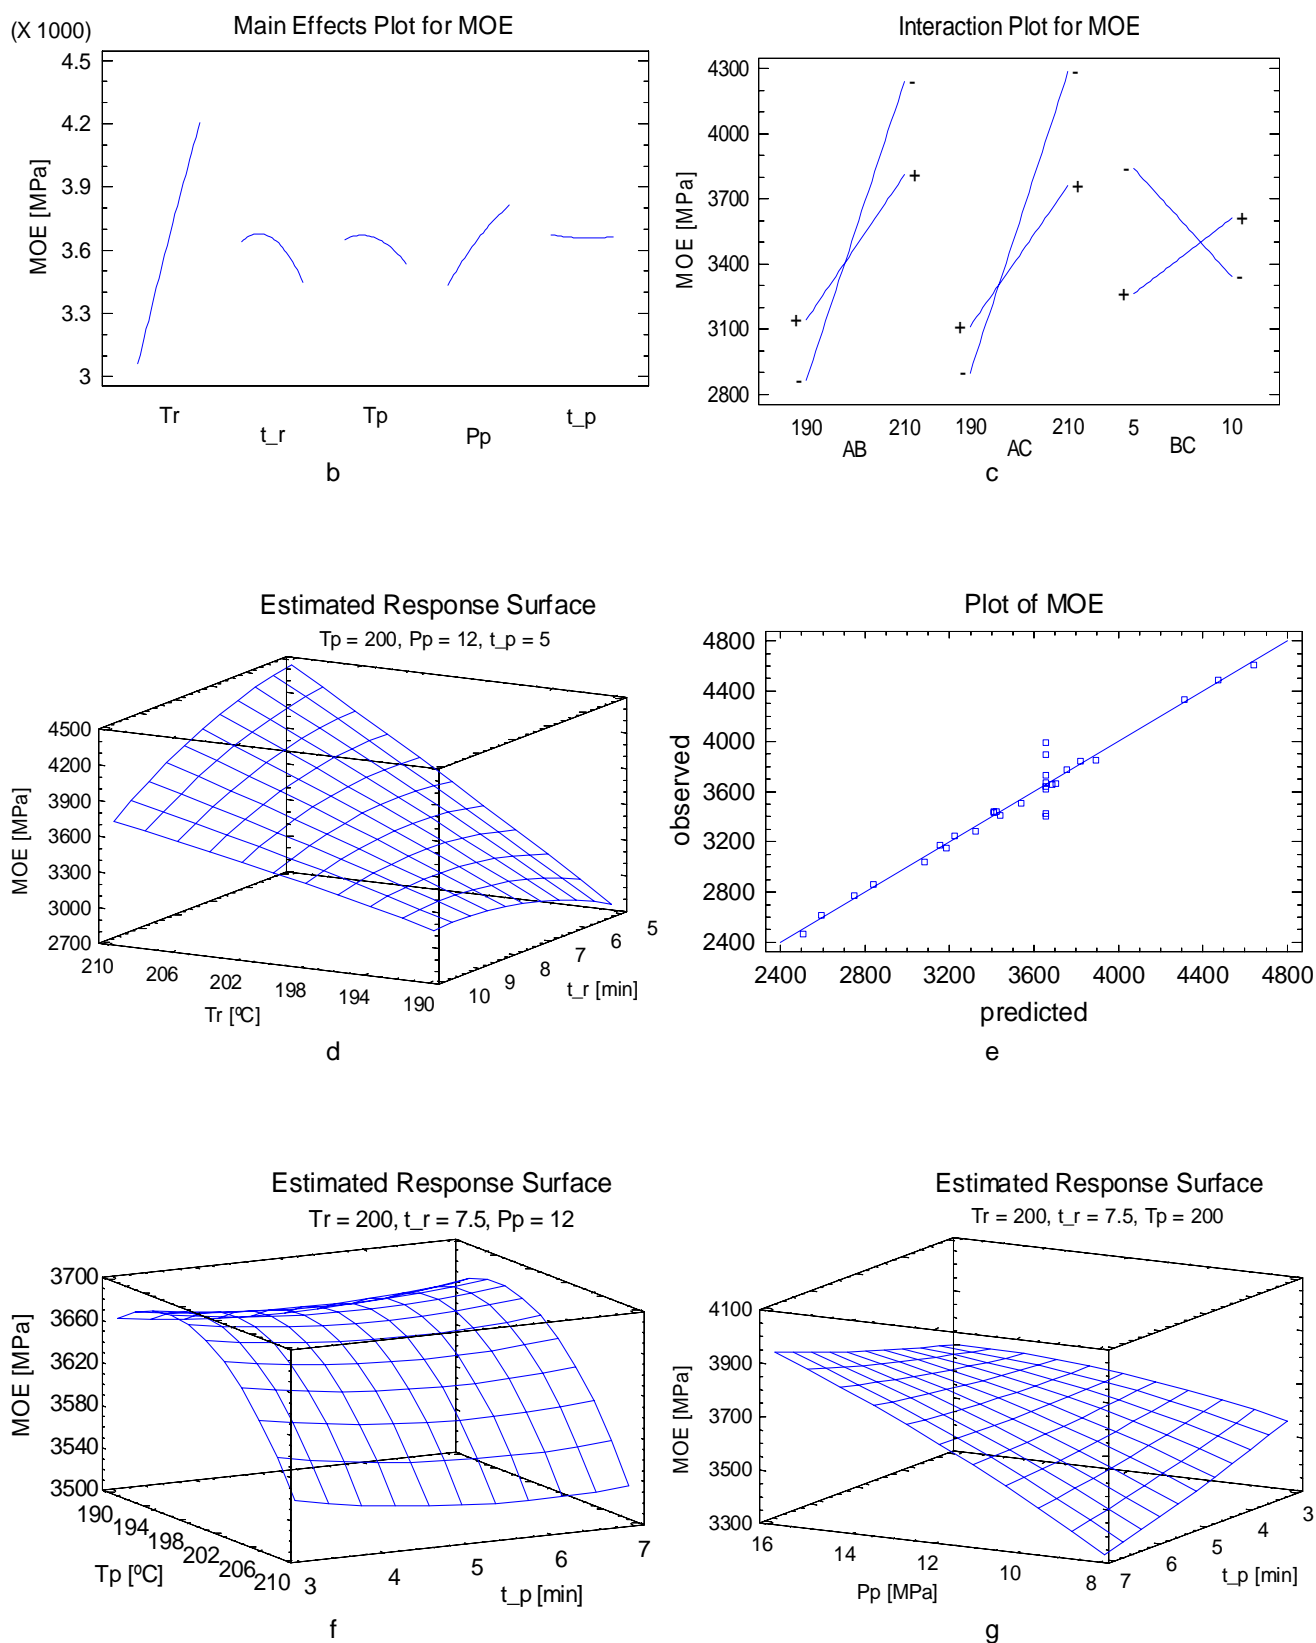 (X 1000)
Main Effects Plot for MOE
4.5
4.2
3.9
3.6
3.3
3
MOE [MPa]
Tr
t_r
Tp
Pp
t_p
b
Interaction Plot for MOE
4300
4000
3700
3400
3100
2800
MOE [MPa]
+
-
-
+
+
-
-
+
-
+
+
-
190
210
190
210
5
10
AB
AC
BC
c
Estimated Response Surface
Tp = 200, Pp = 12, t_p = 5
4500
4200
3900
3600
3300
3000
2700
MOE [MPa]
210
206
202
198
194
190
Tr [ºC]
10
9
8
7
6
5
t_r [min]
d
Plot of MOE
4800
4400
4000
3600
3200
2800
2400
observed
2400
2800
3200
3600
4000
4400
4800
predicted
e
Estimated Response Surface
Tr = 200, t_r = 7.5, Pp = 12
3700
3660
3620
3580
3540
3500
MOE [MPa]
190
194
198
202
206
210
Tp [ºC]
3
4
5
6
7
t_p [min]
f
Estimated Response Surface
Tr = 200, t_r = 7.5, Tp = 200
4100
3900
3700
3500
3300
MOE [MPa]
16
14
12
10
8
Pp [MPa]
7
6
5
4
3
t_p [min]
g